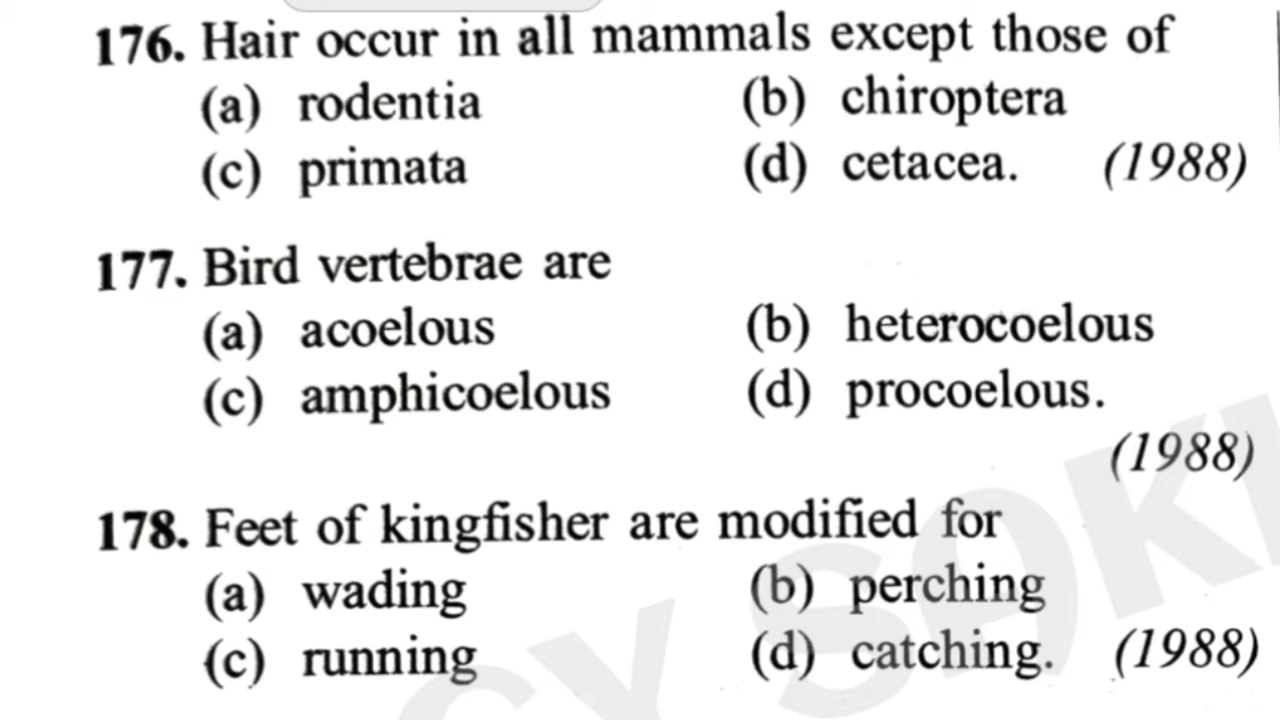 176. Hair occur in all mammals except those of
(a) rodentia (b) chiroptera
(c) primata (d) cetacea. (1988)
177. Bird vertebrae are
(a) acoelous (b) heterocoelous
(c) amphicoelous (d) procoelous.
(1988)
178. Feet of kingfisher are modified for
(a) wading (b) perching
(c) running (d) catching. (1988)